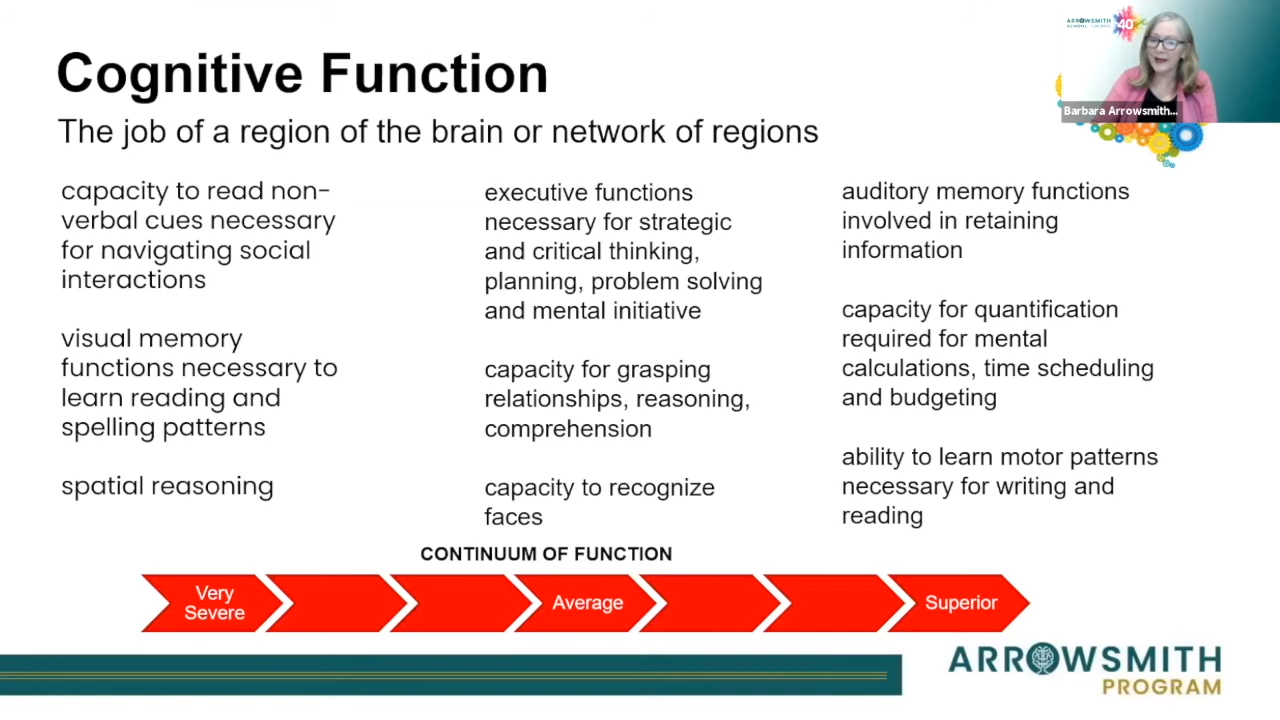 Cognitive Function
The job of a region of the brain or network of regions
capacity to read non-
verbal cues necessary
for navigating social
interactions
visual memory
functions necessary to
learn reading and
spelling patterns
spatial reasoning
executive functions
necessary for strategic
and critical thinking,
planning, problem solving
and mental initiative
capacity for grasping
relationships, reasoning,
comprehension
capacity to recognize
faces
auditory memory functions
involved in retaining
information
capacity for quantification
required for mental
calculations, time scheduling
and budgeting
ability to learn motor patterns
necessary for writing and
reading
CONTINUUM OF FUNCTION
Very
Severe
Average
Superior
ARROWSMITH
PROGRAM
ARROWSMITH
40
Barbara Arrowsmith...